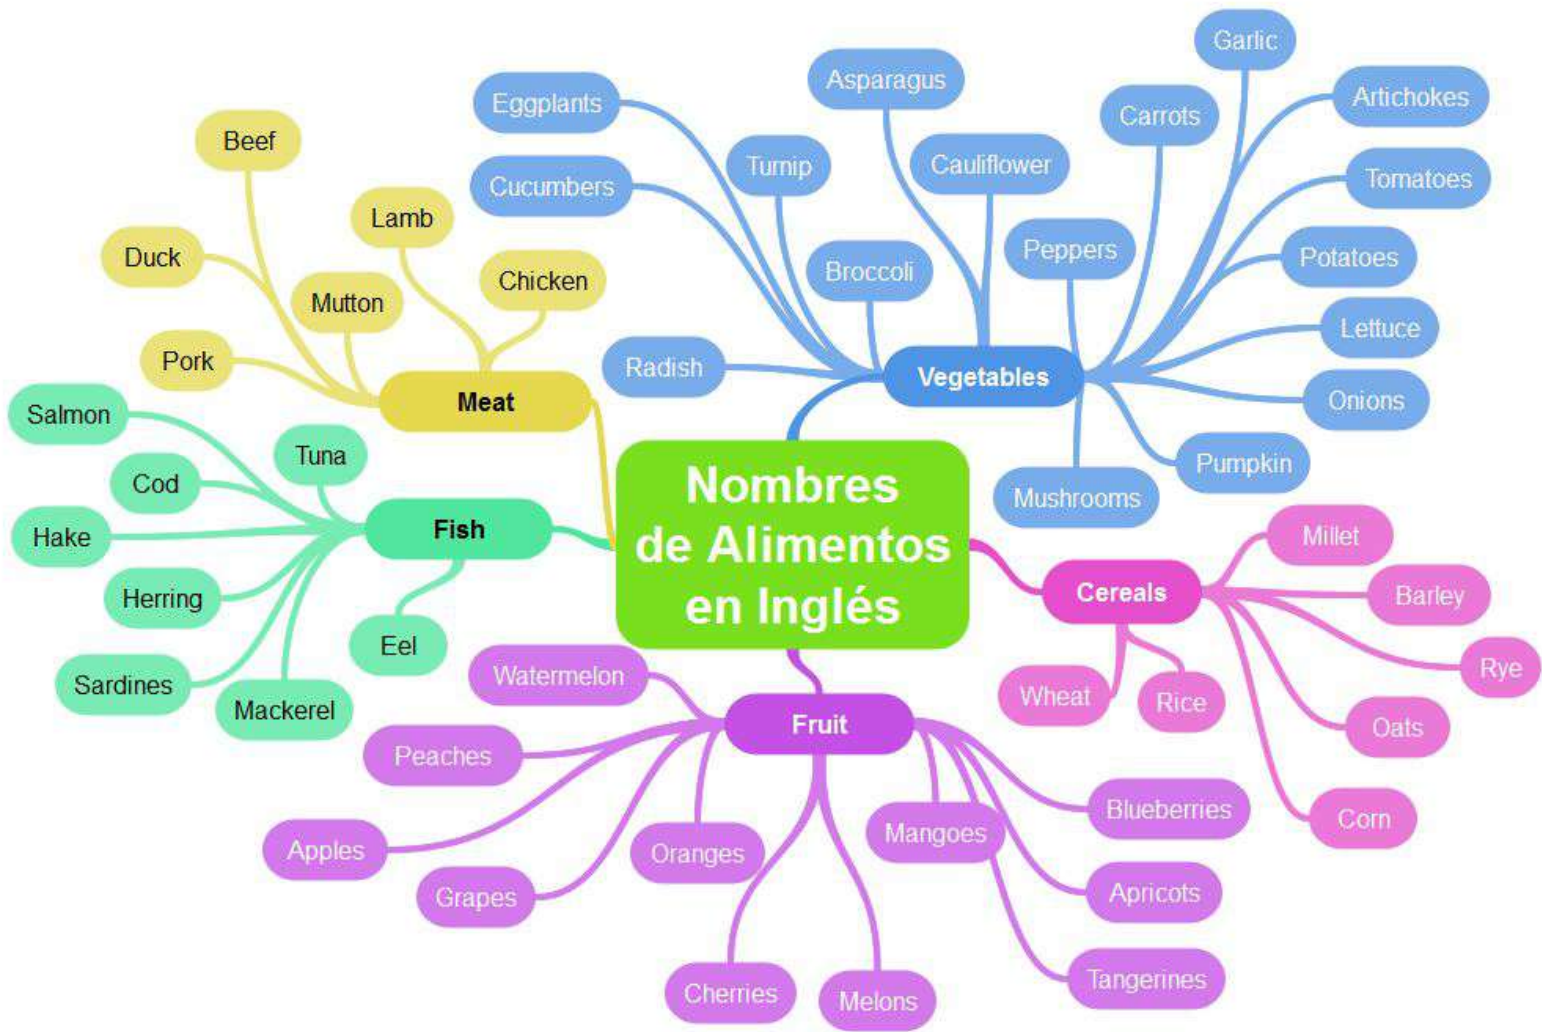 Nombres
de Alimentos
en Inglés
Meat
Beef
Lamb
Duck
Chicken
Mutton
Pork
Vegetables
Garlic
Asparagus
Artichokes
Eggplants
Carrots
Cauliflower
Turnip
Tomatoes
Cucumbers
Peppers
Potatoes
Broccoli
Lettuce
Radish
Onions
Pumpkin
Mushrooms
Fish
Salmon
Tuna
Cod
Hake
Herring
Eel
Sardines
Mackerel
Cereals
Millet
Barley
Rye
Wheat
Rice
Oats
Corn
Fruit
Watermelon
Peaches
Blueberries
Mangoes
Apples
Oranges
Apricots
Grapes
Tangerines
Cherries
Melons